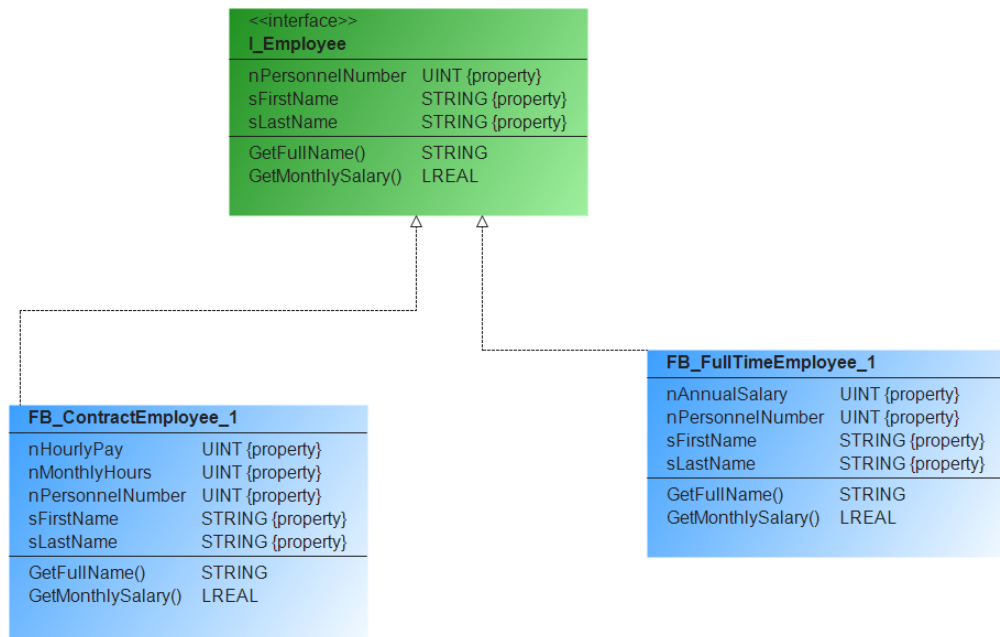 <<interface>>
I_Employee
nPersonnelNumber UINT {property}
sFirstName STRING {property}
sLastName STRING {property}
GetFullName() STRING
GetMonthlySalary() LREAL
FB_FullTimeEmployee_1
nAnnualSalary UINT {property}
nPersonnelNumber UINT {property}
sFirstName STRING {property}
sLastName STRING {property}
GetFullName() STRING
GetMonthlySalary() LREAL
FB_ContractEmployee_1
nHourlyPay UINT {property}
nMonthlyHours UINT {property}
nPersonnelNumber UINT {property}
sFirstName STRING {property}
sLastName STRING {property}
GetFullName() STRING
GetMonthlySalary() LREAL